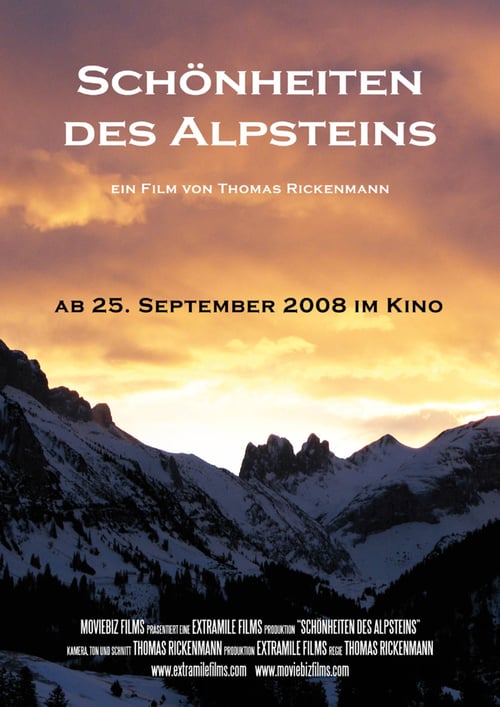 SCHÖNHEITEN
DES ALPSTEINS
EIN FILM VON THOMAS RICKENMANN
AB 25. SEPTEMBER 2008 IM KINO
MOVIEBIZ FILMS PRÄSENTIERT EINE EXTRAMILE FILMS PRODUKTION "SCHÖNHEITEN DES ALPSTEINS"
KAMERA, TON UND SCHNITT THOMAS RICKENMANN PRODUKTION EXTRAMILE FILMS REGIE THOMAS RICKENMANN
www.extramilefilms.com www.moviebizfilms.com